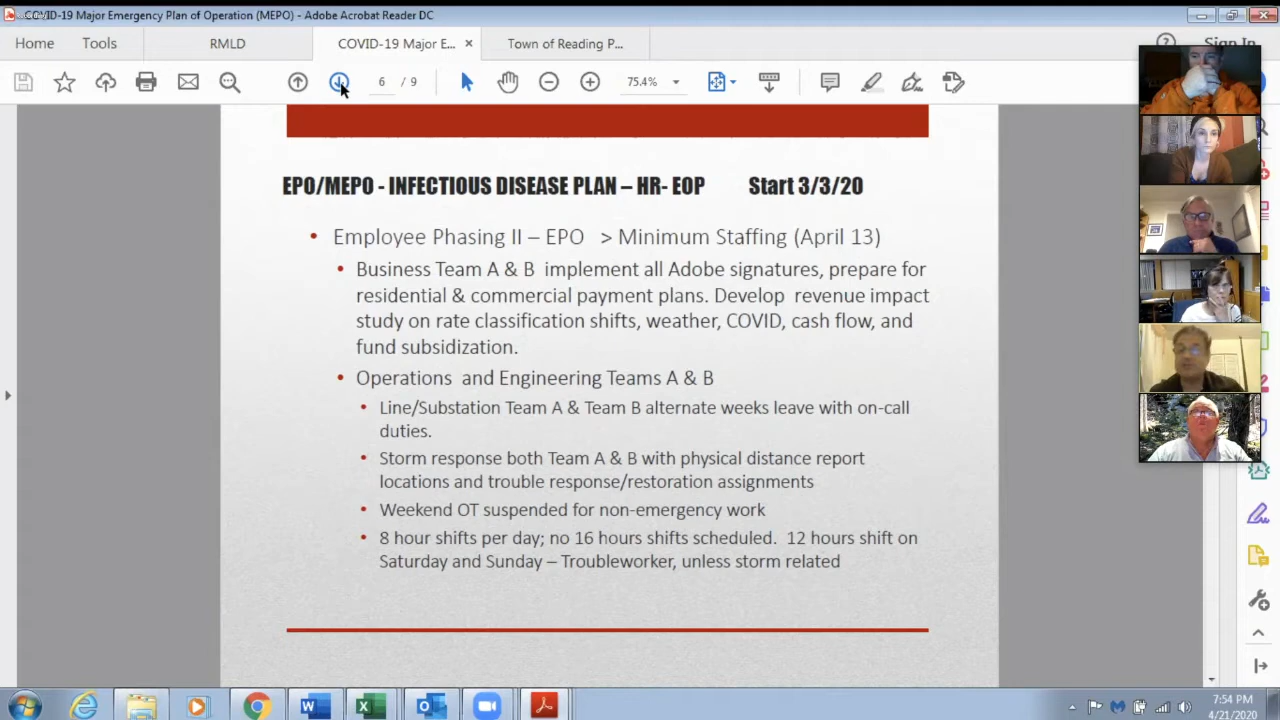 COVID-19 Major Emergency Plan of Operation (MEPO) - Adobe Acrobat Reader DC
Home Tools RMLD COVID-19 Major E... × Town of Reading P... Sign In
6 / 9 75.4%
EPO/MEPO - INFECTIOUS DISEASE PLAN – HR- EOP Start 3/3/20
• Employee Phasing II – EPO > Minimum Staffing (April 13)
• Business Team A & B implement all Adobe signatures, prepare for
residential & commercial payment plans. Develop revenue impact
study on rate classification shifts, weather, COVID, cash flow, and
fund subsidization.
• Operations and Engineering Teams A & B
• Line/Substation Team A & Team B alternate weeks leave with on-call
duties.
• Storm response both Team A & B with physical distance report
locations and trouble response/restoration assignments
• Weekend OT suspended for non-emergency work
• 8 hour shifts per day; no 16 hours shifts scheduled. 12 hours shift on
Saturday and Sunday – Troubleworker, unless storm related
7:54 PM
4/21/2020